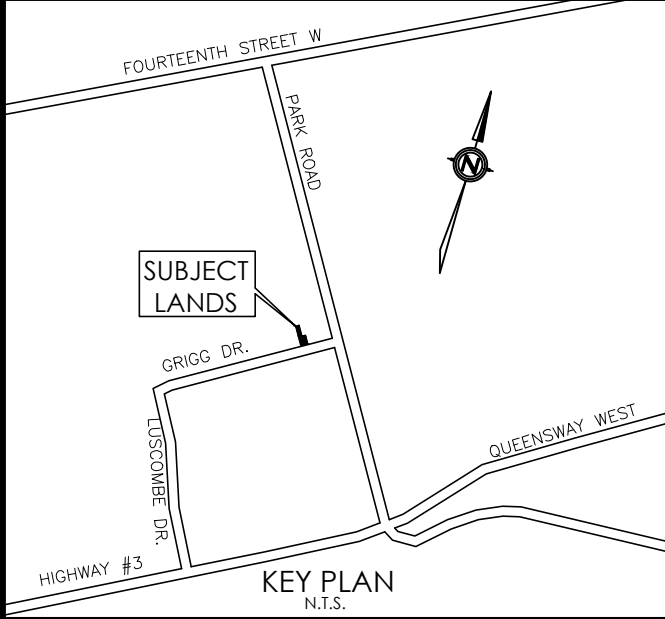 FOURTEENTH STREET W
PARK ROAD
N
SUBJECT
LANDS
GRIGG DR.
LUSCOMBE DR.
QUEENSWAY WEST
HIGHWAY #3
KEY PLAN
N.T.S.